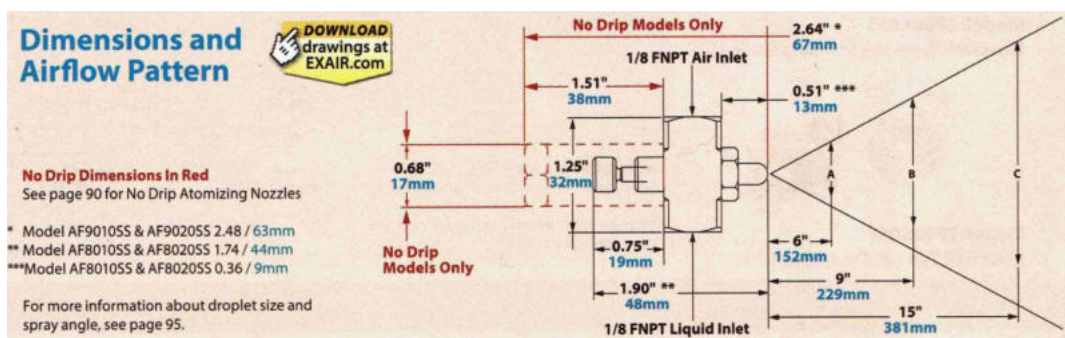 Dimensions and
Airflow Pattern
DOWNLOAD
drawings at
EXAIR.com
No Drip Dimensions In Red
See page 90 for No Drip Atomizing Nozzles
* Model AF9010SS & AF9020SS 2.48 / 63mm
** Model AF8010SS & AF8020SS 1.74 / 44mm
***Model AF8010SS & AF8020SS 0.36 / 9mm
For more information about droplet size and
spray angle, see page 95.
No Drip Models Only
2.64" *
67mm
1/8 FNPT Air Inlet
1.51"
38mm
0.51" ***
13mm
0.68"
17mm
1.25"
32mm
A
B
C
No Drip
Models Only
0.75"
19mm
6"
152mm
1.90" **
48mm
9"
229mm
15"
381mm
1/8 FNPT Liquid Inlet